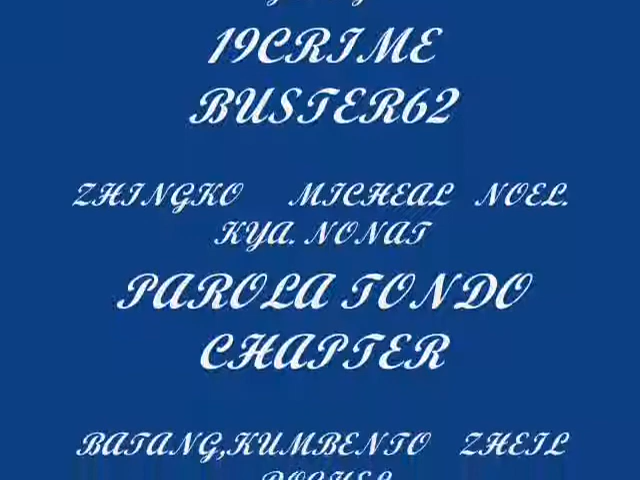 19CRIME
BUSTER62
ZHINGKO MICHEAL NOEL.
KYA. NONAT
PAROLA TONDO
CHAPTER
BATANG,KUMBENTO ZHEIL